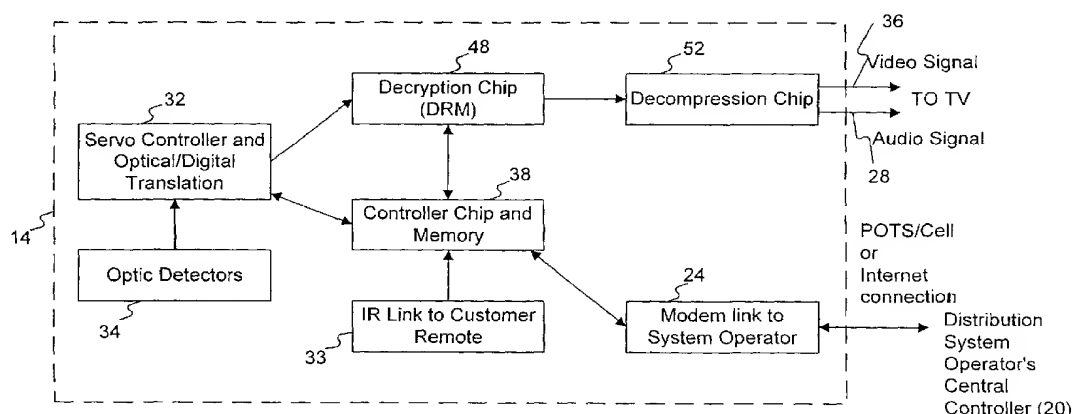 36
48
52
Video Signal
Decryption Chip
(DRM)
Decompression Chip
TO TV
32
Servo Controller and
Optical/Digital
Translation
Audio Signal
38
28
Controller Chip and
Memory
14
POTS/Cell
or
Internet
connection
Optic Detectors
24
34
IR Link to Customer
Remote
33
Modem link to
System Operator
Distribution
System
Operator's
Central
Controller (20)